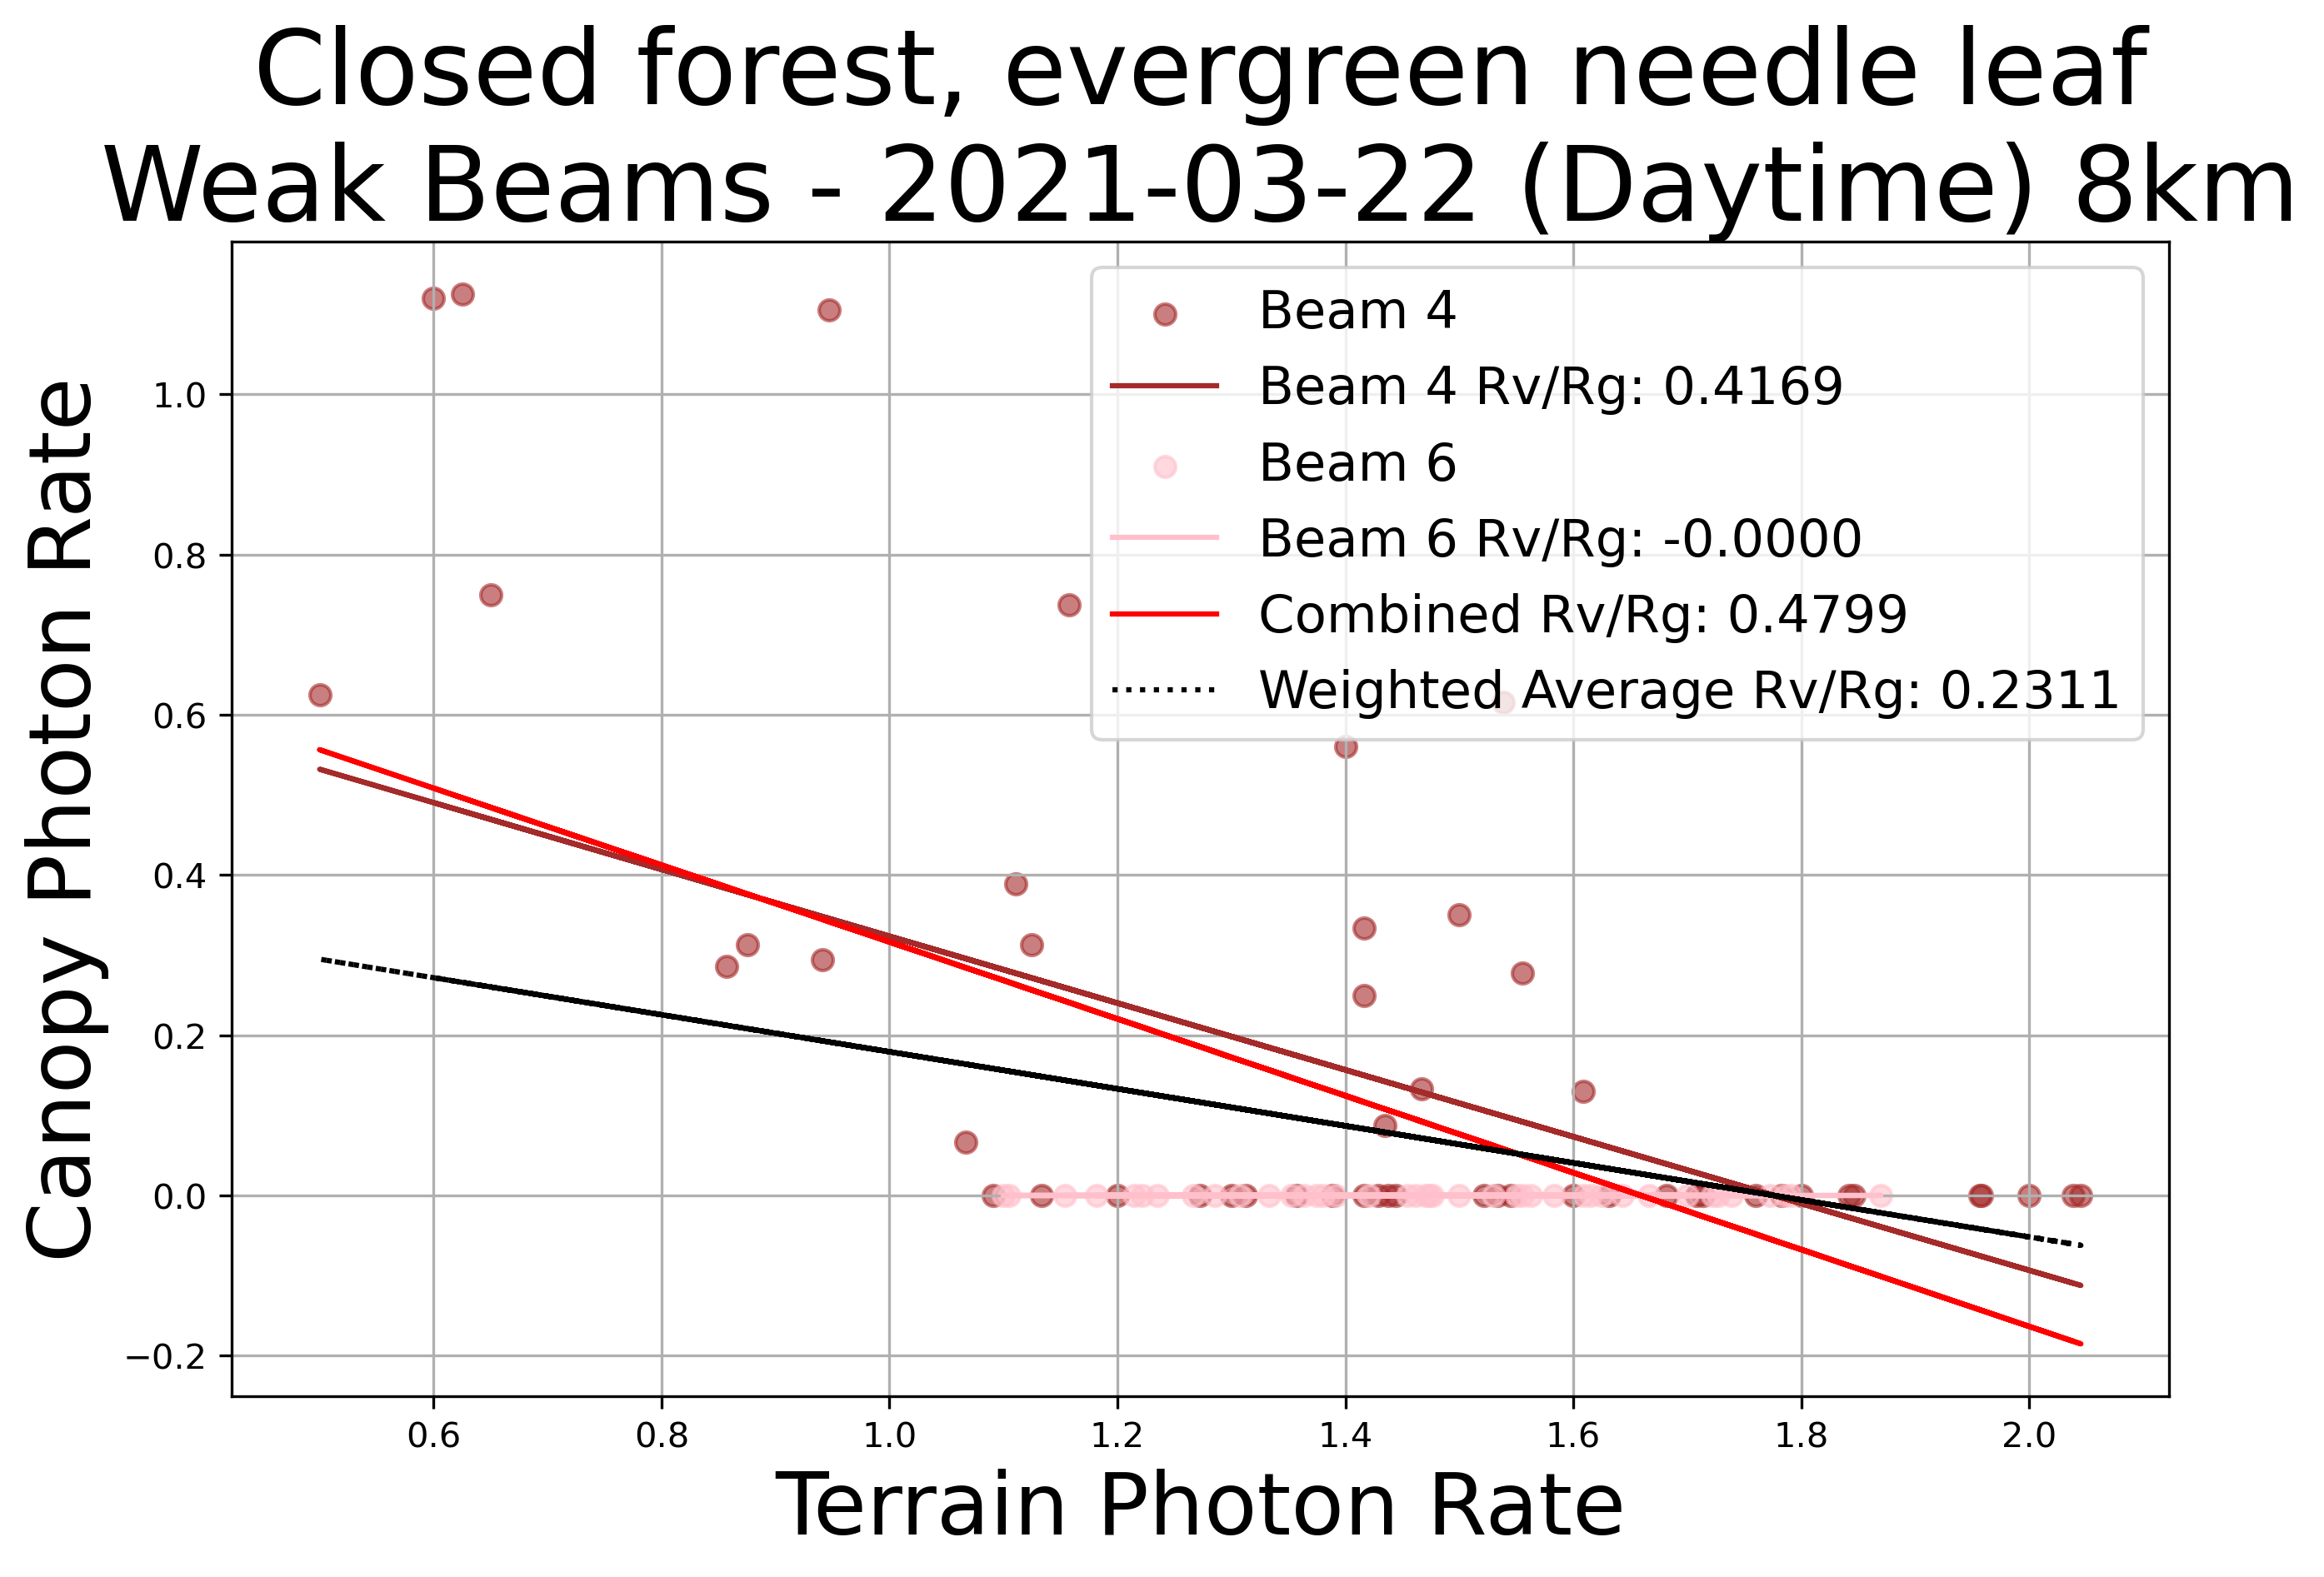 Closed forest, evergreen needle leaf
Weak Beams - 2021-03-22 (Daytime) 8km
Canopy Photon Rate
1.0
0.8
0.6
0.4
0.2
0.0
−0.2
Beam 4
Beam 4 Rv/Rg: 0.4169
Beam 6
Beam 6 Rv/Rg: -0.0000
Combined Rv/Rg: 0.4799
Weighted Average Rv/Rg: 0.2311
0.6 0.8 1.0 1.2 1.4 1.6 1.8 2.0
Terrain Photon Rate